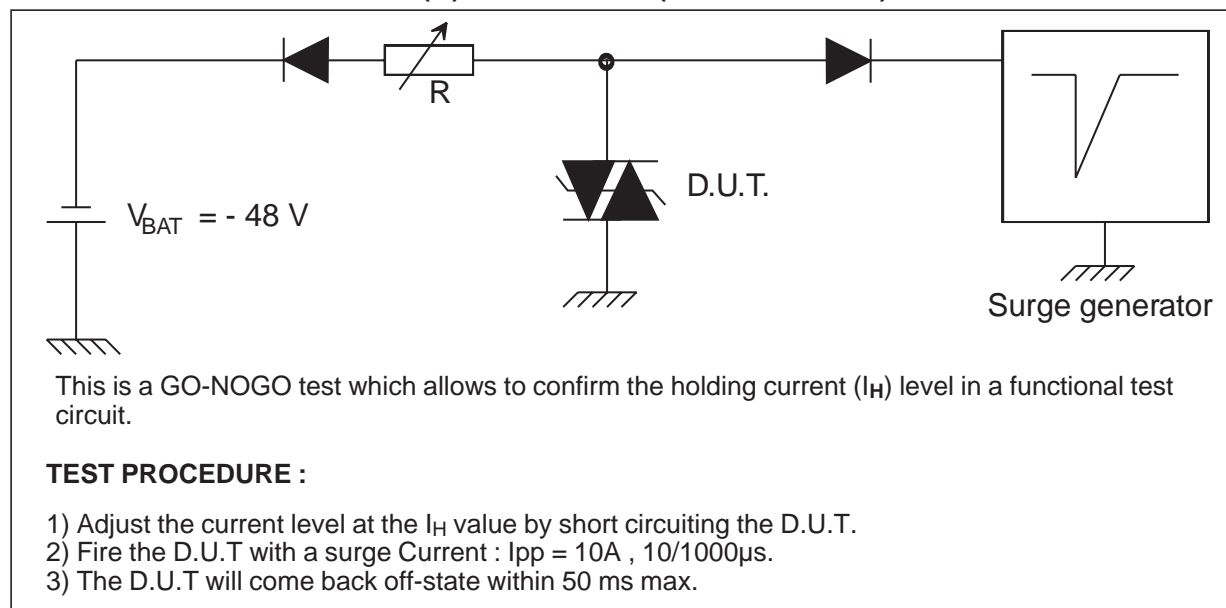 R
D.U.T.
VBAT = - 48 V
Surge generator
This is a GO-NOGO test which allows to confirm the holding current (IH) level in a functional test
circuit.
TEST PROCEDURE :
1) Adjust the current level at the IH value by short circuiting the D.U.T.
2) Fire the D.U.T with a surge Current : Ipp = 10A , 10/1000µs.
3) The D.U.T will come back off-state within 50 ms max.